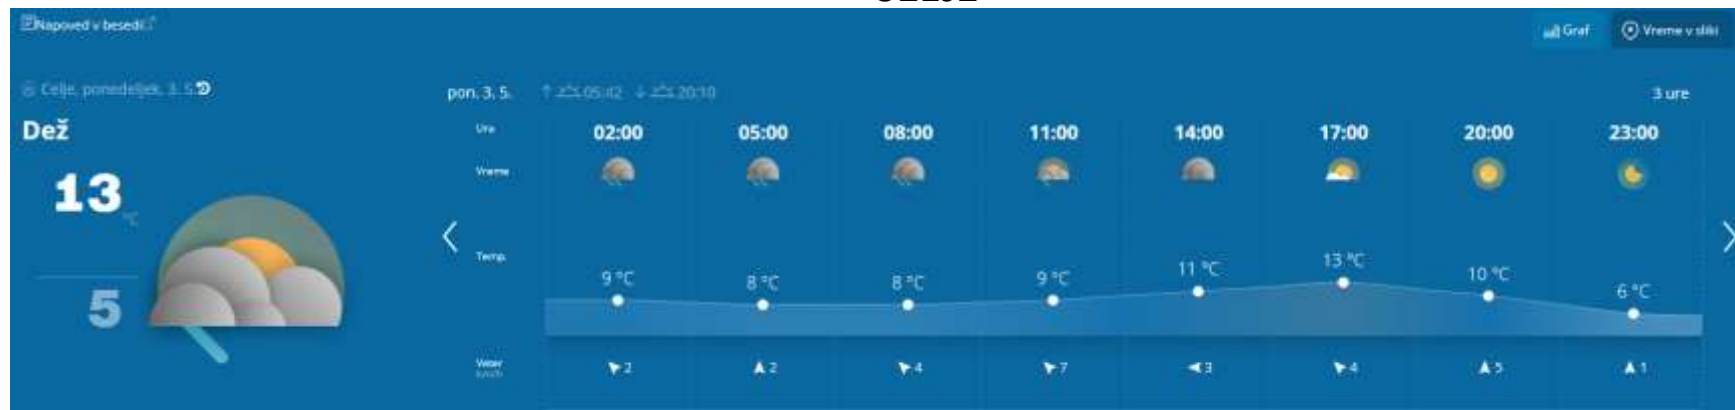 Napoved v besedi
Graf
Vreme v sliki
Celje, ponedeljek, 3. 5.
pon. 3. 5.
05:42
20:10
3 ure
Dež
13 °C
5
Ura 02:00 05:00 08:00 11:00 14:00 17:00 20:00 23:00
Vreme
Temp. 9 °C 8 °C 8 °C 9 °C 11 °C 13 °C 10 °C 6 °C
Veter 2 2 4 7 3 4 5 1
km/h